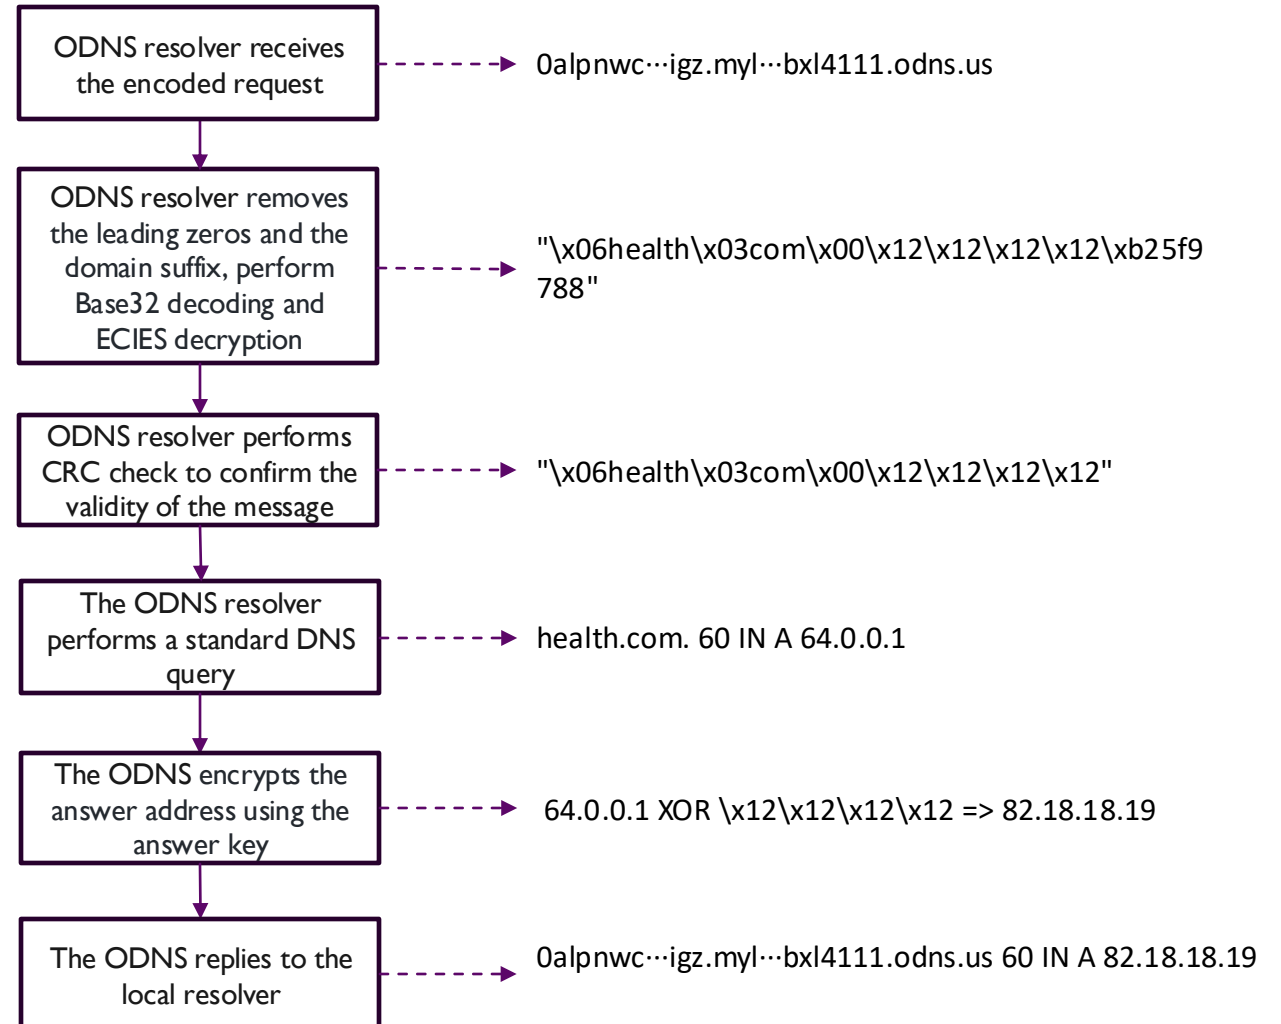 ODNS resolver receives
the encoded request
0alpnwc···igz.myl···bxl4111.odns.us
ODNS resolver removes
the leading zeros and the
domain suffix, perform
Base32 decoding and
ECIES decryption
"\x06health\x03com\x00\x12\x12\x12\x12\xb25f9
788"
ODNS resolver performs
CRC check to confirm the
validity of the message
"\x06health\x03com\x00\x12\x12\x12\x12"
The ODNS resolver
performs a standard DNS
query
health.com. 60 IN A 64.0.0.1
The ODNS encrypts the
answer address using the
answer key
64.0.0.1 XOR \x12\x12\x12\x12 => 82.18.18.19
The ODNS replies to the
local resolver
0alpnwc···igz.myl···bxl4111.odns.us 60 IN A 82.18.18.19